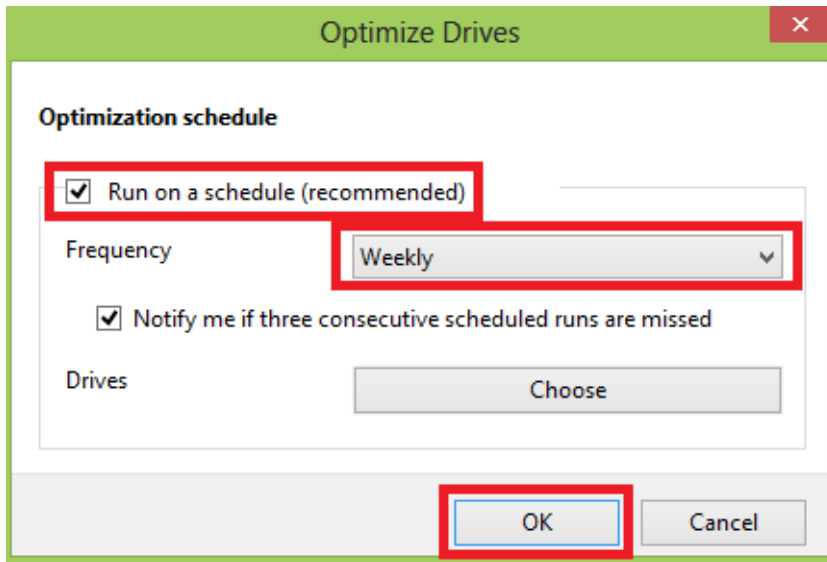 Optimize Drives
Optimization schedule
Run on a schedule (recommended)
Frequency
Weekly
Notify me if three consecutive scheduled runs are missed
Drives
Choose
OK
Cancel